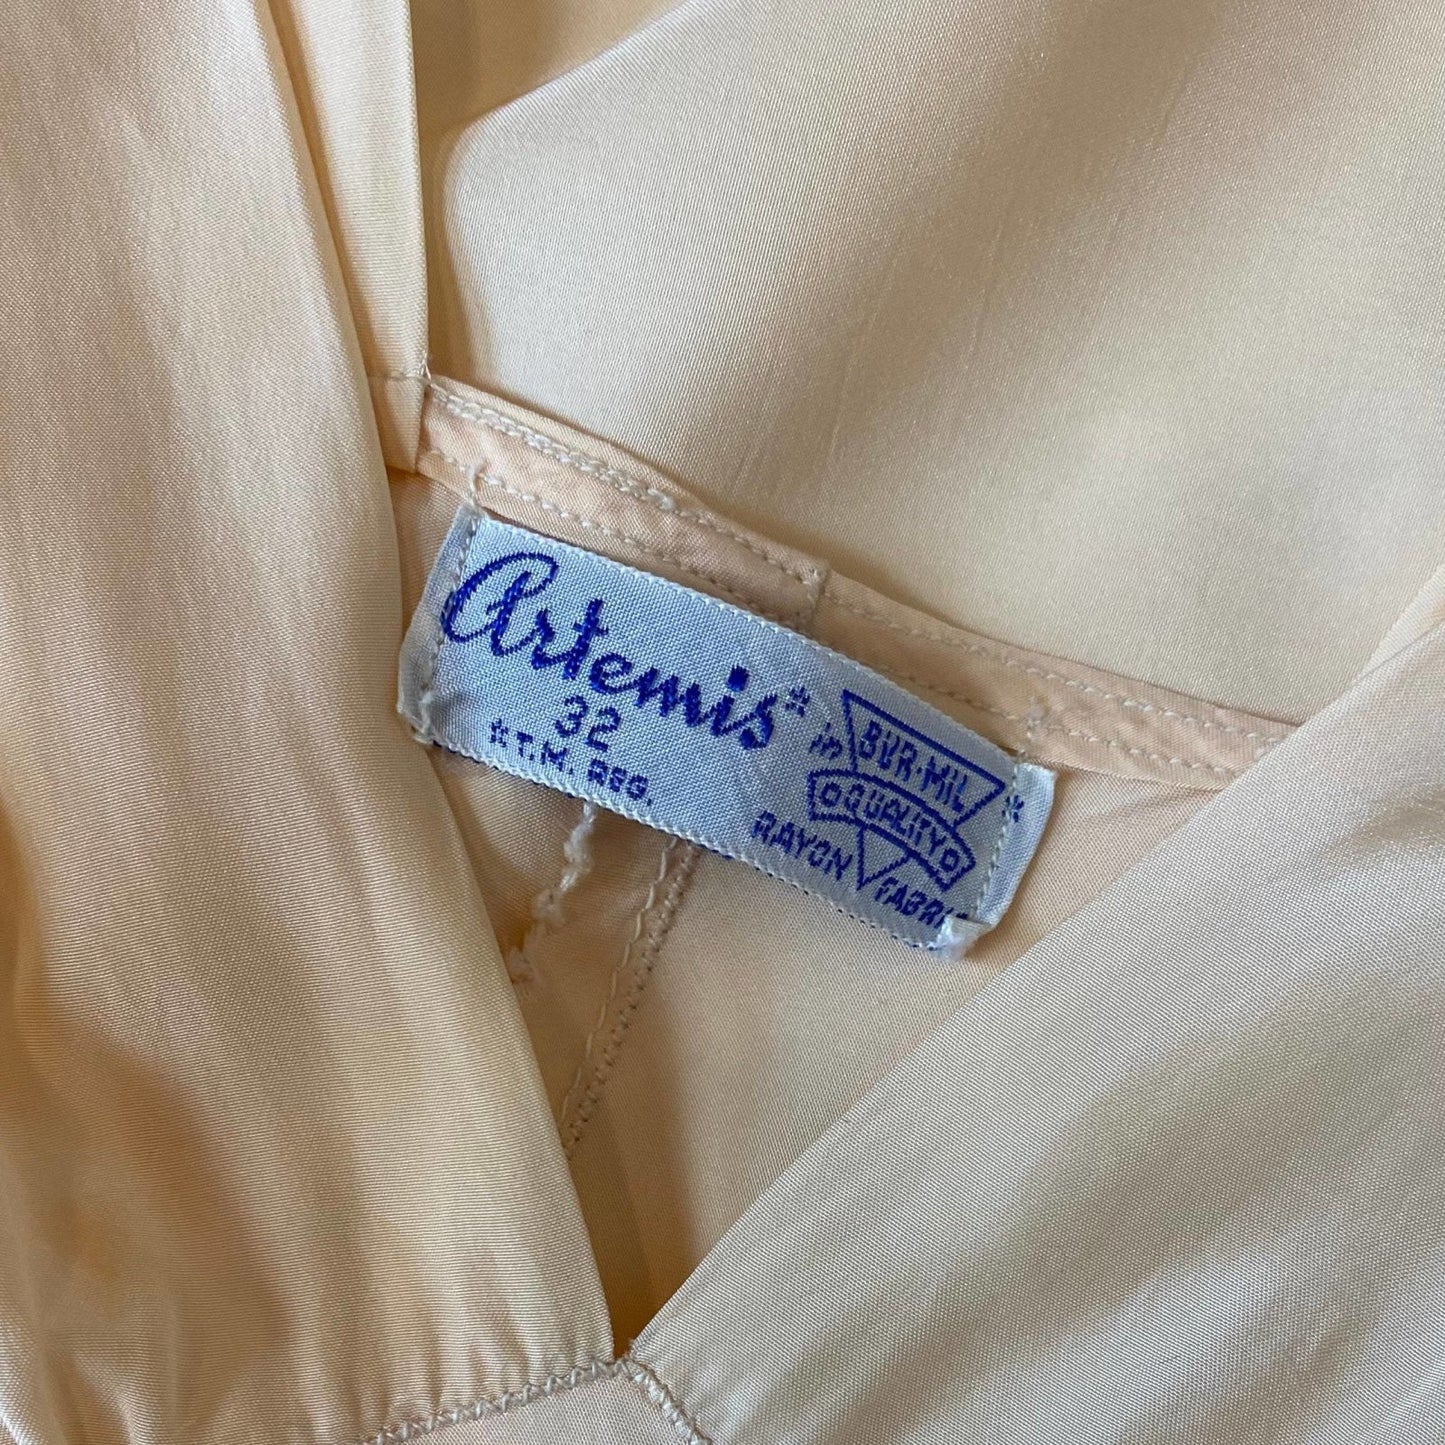 Artemis*
32
*T.M. REG.
BUR-MIL *
QUALITY
RAYON